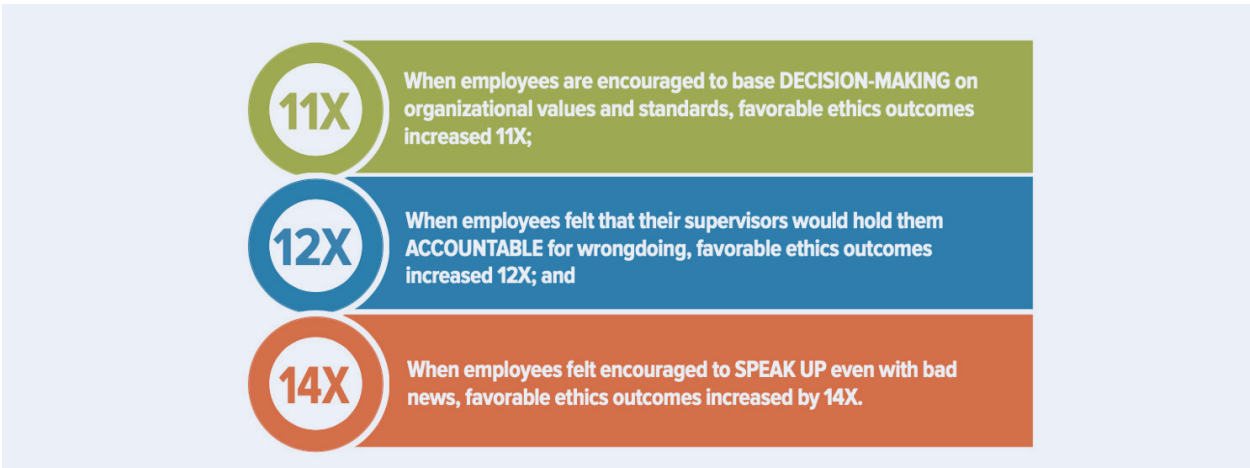 11X
When employees are encouraged to base DECISION-MAKING on
organizational values and standards, favorable ethics outcomes
increased 11X;
12X
When employees felt that their supervisors would hold them
ACCOUNTABLE for wrongdoing, favorable ethics outcomes
increased 12X; and
14X
When employees felt encouraged to SPEAK UP even with bad
news, favorable ethics outcomes increased by 14X.